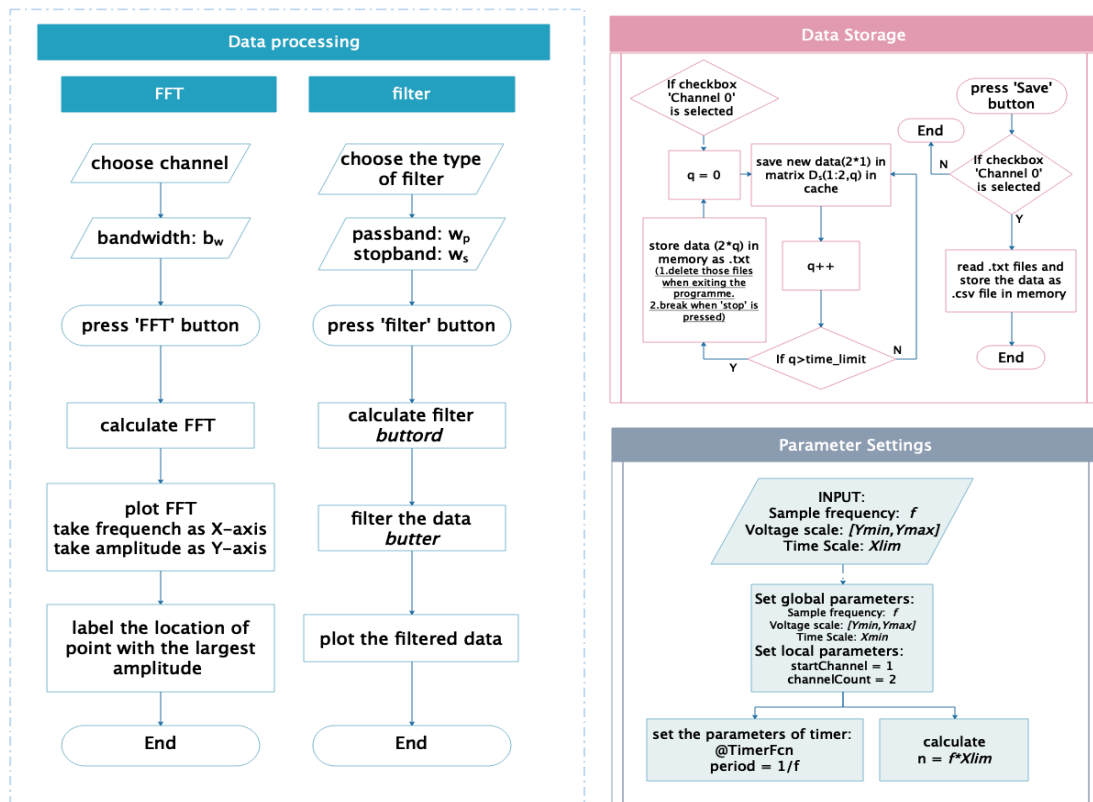 Data processing
FFT
choose channel
bandwidth: bw
press 'FFT' button
calculate FFT
plot FFT
take frequench as X-axis
take amplitude as Y-axis
label the location of
point with the largest
amplitude
End
filter
choose the type
of filter
passband: wp
stopband: ws
press 'filter' button
calculate filter
buttord
filter the data
butter
plot the filtered data
End
Data Storage
If checkbox
'Channel 0'
is selected
q = 0
save new data(2*1) in
matrix Ds(1:2,q) in
cache
q++
If q>time_limit
N
Y
store data (2*q) in
memory as .txt
(1.delete those files
when exiting the
programme.
2.break when 'stop' is
pressed)
press 'Save'
button
If checkbox
'Channel 0'
is selected
N
End
Y
read .txt files and
store the data as
.csv file in memory
End
Parameter Settings
INPUT:
Sample frequency: f
Voltage scale: [Ymin,Ymax]
Time Scale: Xlim
Set global parameters:
Sample frequency: f
Voltage scale: [Ymin,Ymax]
Time Scale: Xmin
Set local parameters:
startChannel = 1
channelCount = 2
set the parameters of timer:
@TimerFcn
period = 1/f
calculate
n = f*Xlim